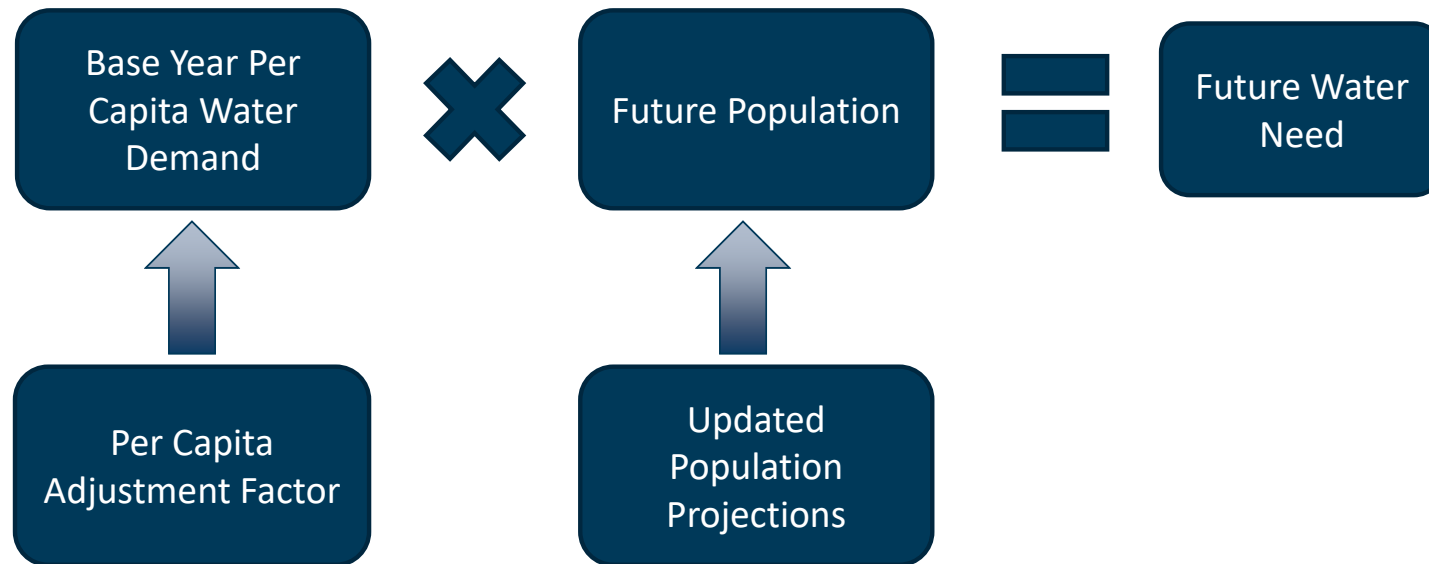 Base Year Per
Capita Water
Demand
Future Population
Future Water
Need
Per Capita
Adjustment Factor
Updated
Population
Projections